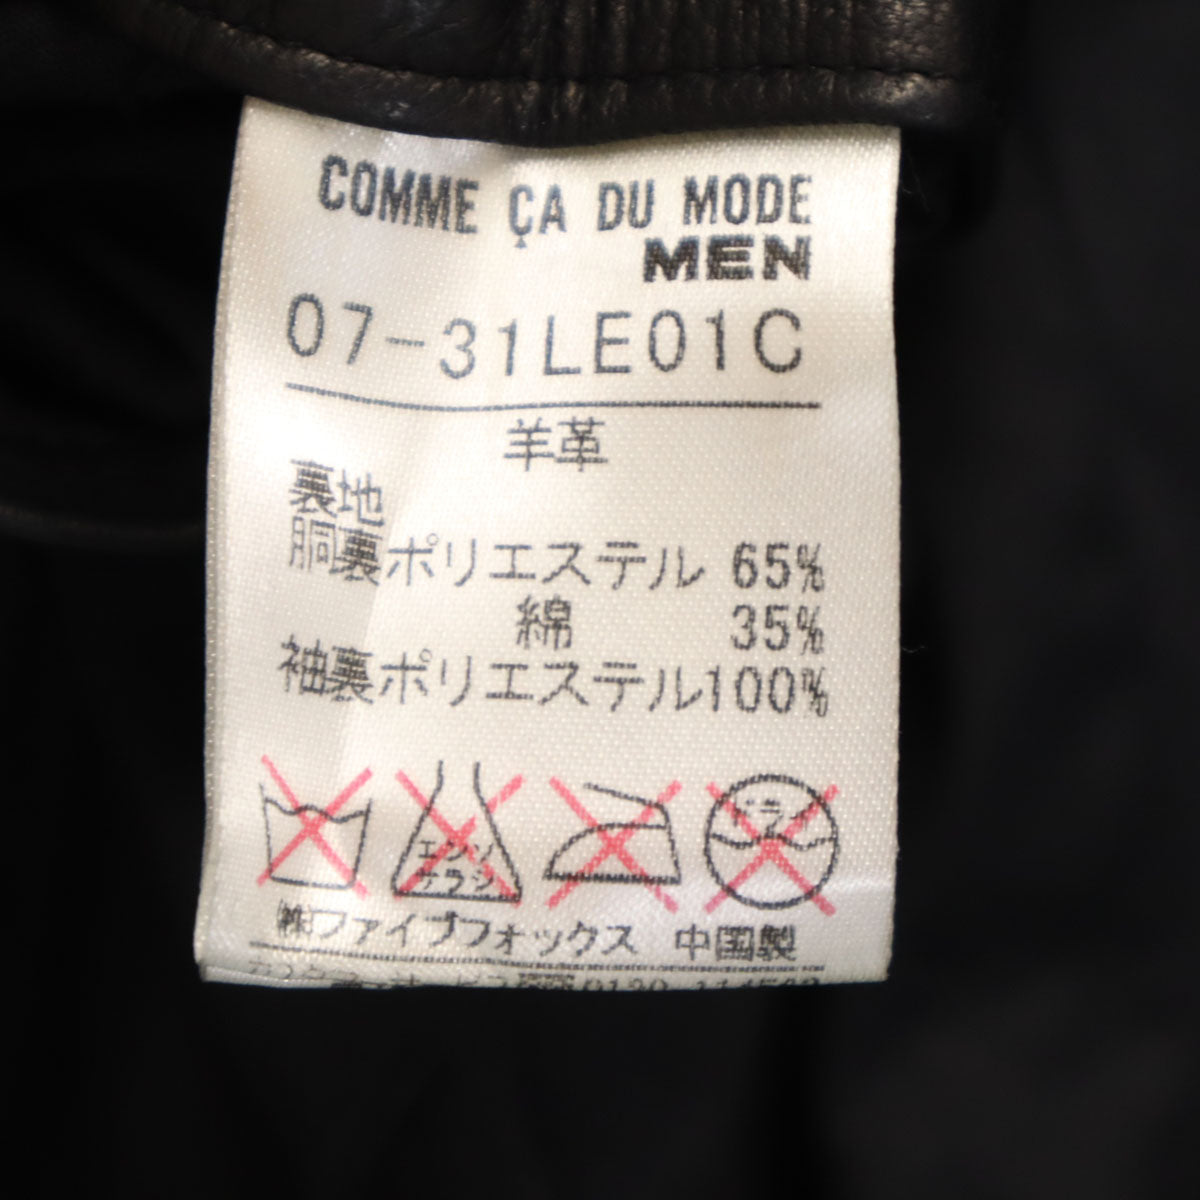 COMME ÇA DU MODE
MEN
07-31LE01C
羊革
裏地
胴裏ポリエステル 65%
綿 35%
袖裏ポリエステル100%
エンソ ドライ
サラシ
㈱ファイブフォックス 中国製